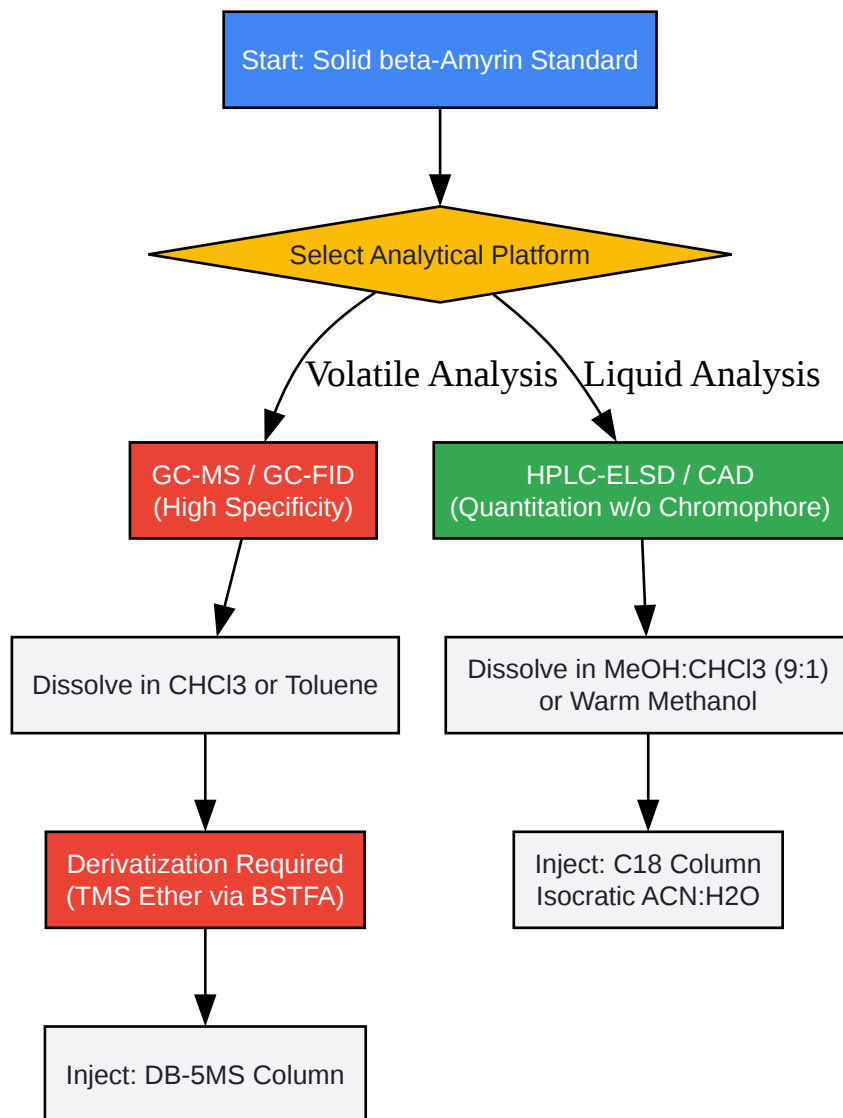 Start: Solid beta-Amyrin Standard
Select Analytical Platform
Volatile Analysis
Liquid Analysis
GC-MS / GC-FID
(High Specificity)
HPLC-ELSD / CAD
(Quantitation w/o Chromophore)
Dissolve in CHCl3 or Toluene
Dissolve in MeOH:CHCl3 (9:1)
or Warm Methanol
Derivatization Required
(TMS Ether via BSTFA)
Inject: C18 Column
Isocratic ACN:H2O
Inject: DB-5MS Column